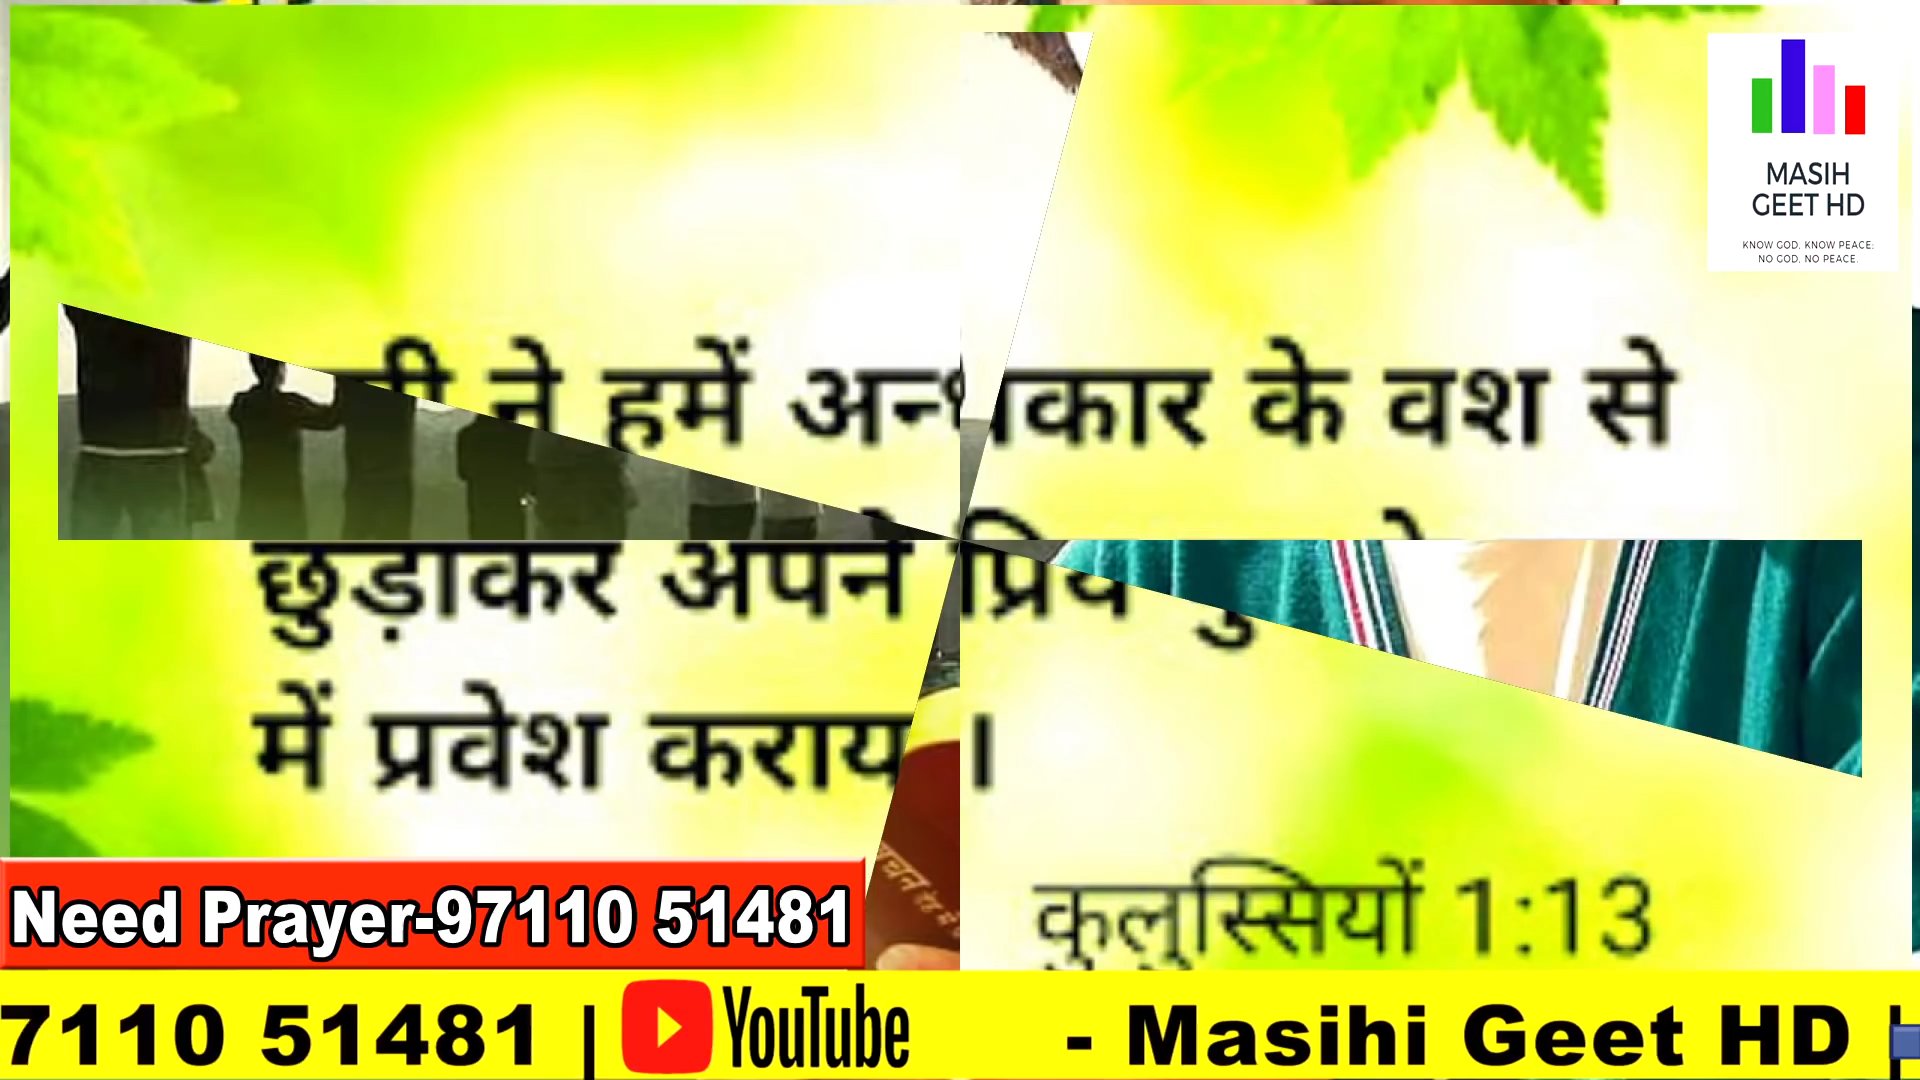 MASIH
GEET HD
KNOW GOD, KNOW PEACE;
NO GOD, NO PEACE.
ने हमें अन्धकार के वश से
छुड़ाकर अपने प्रिय
में प्रवेश कराया ।
कुलुस्सियों 1:13
Need Prayer-97110 51481
7110 51481 | YouTube - Masihi Geet HD |